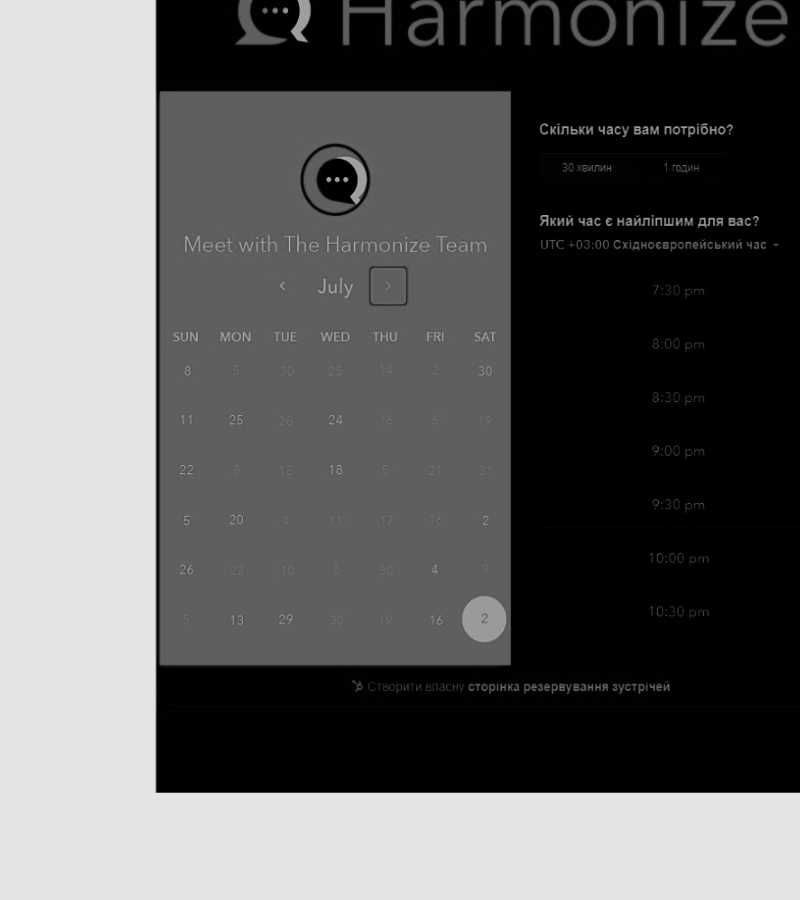 Harmonize
Meet with The Harmonize Team
July
SUN MON TUE WED THU FRI SAT
8 5 30 25 14 2 30
11 25 28 24 16 6 19
22 8 18 18 5 21 31
5 20 4 11 17 16 2
26 22 10 8 30 4 9
5 13 29 30 19 16 2
Скільки часу вам потрібно?
30 хвилин 1 годин
Який час є найліпшим для вас?
UTC +03:00 Східноєвропейський час
7:30 pm
8:00 pm
8:30 pm
9:00 pm
9:30 pm
10:00 pm
10:30 pm
Створити власну сторінка резервування зустрічей